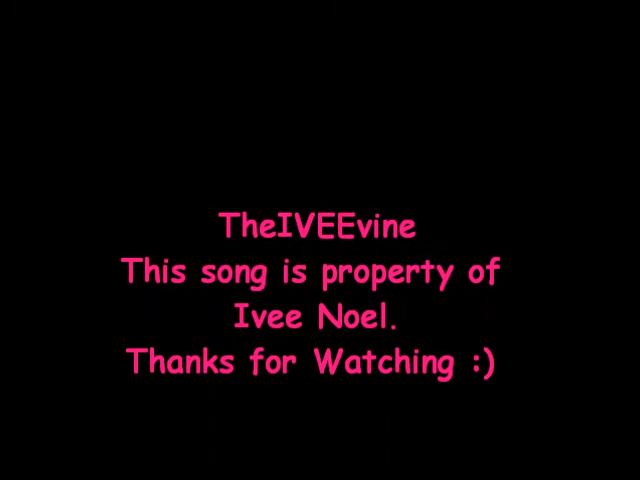 TheIVEEvine
This song is property of
Ivee Noel.
Thanks for Watching :)